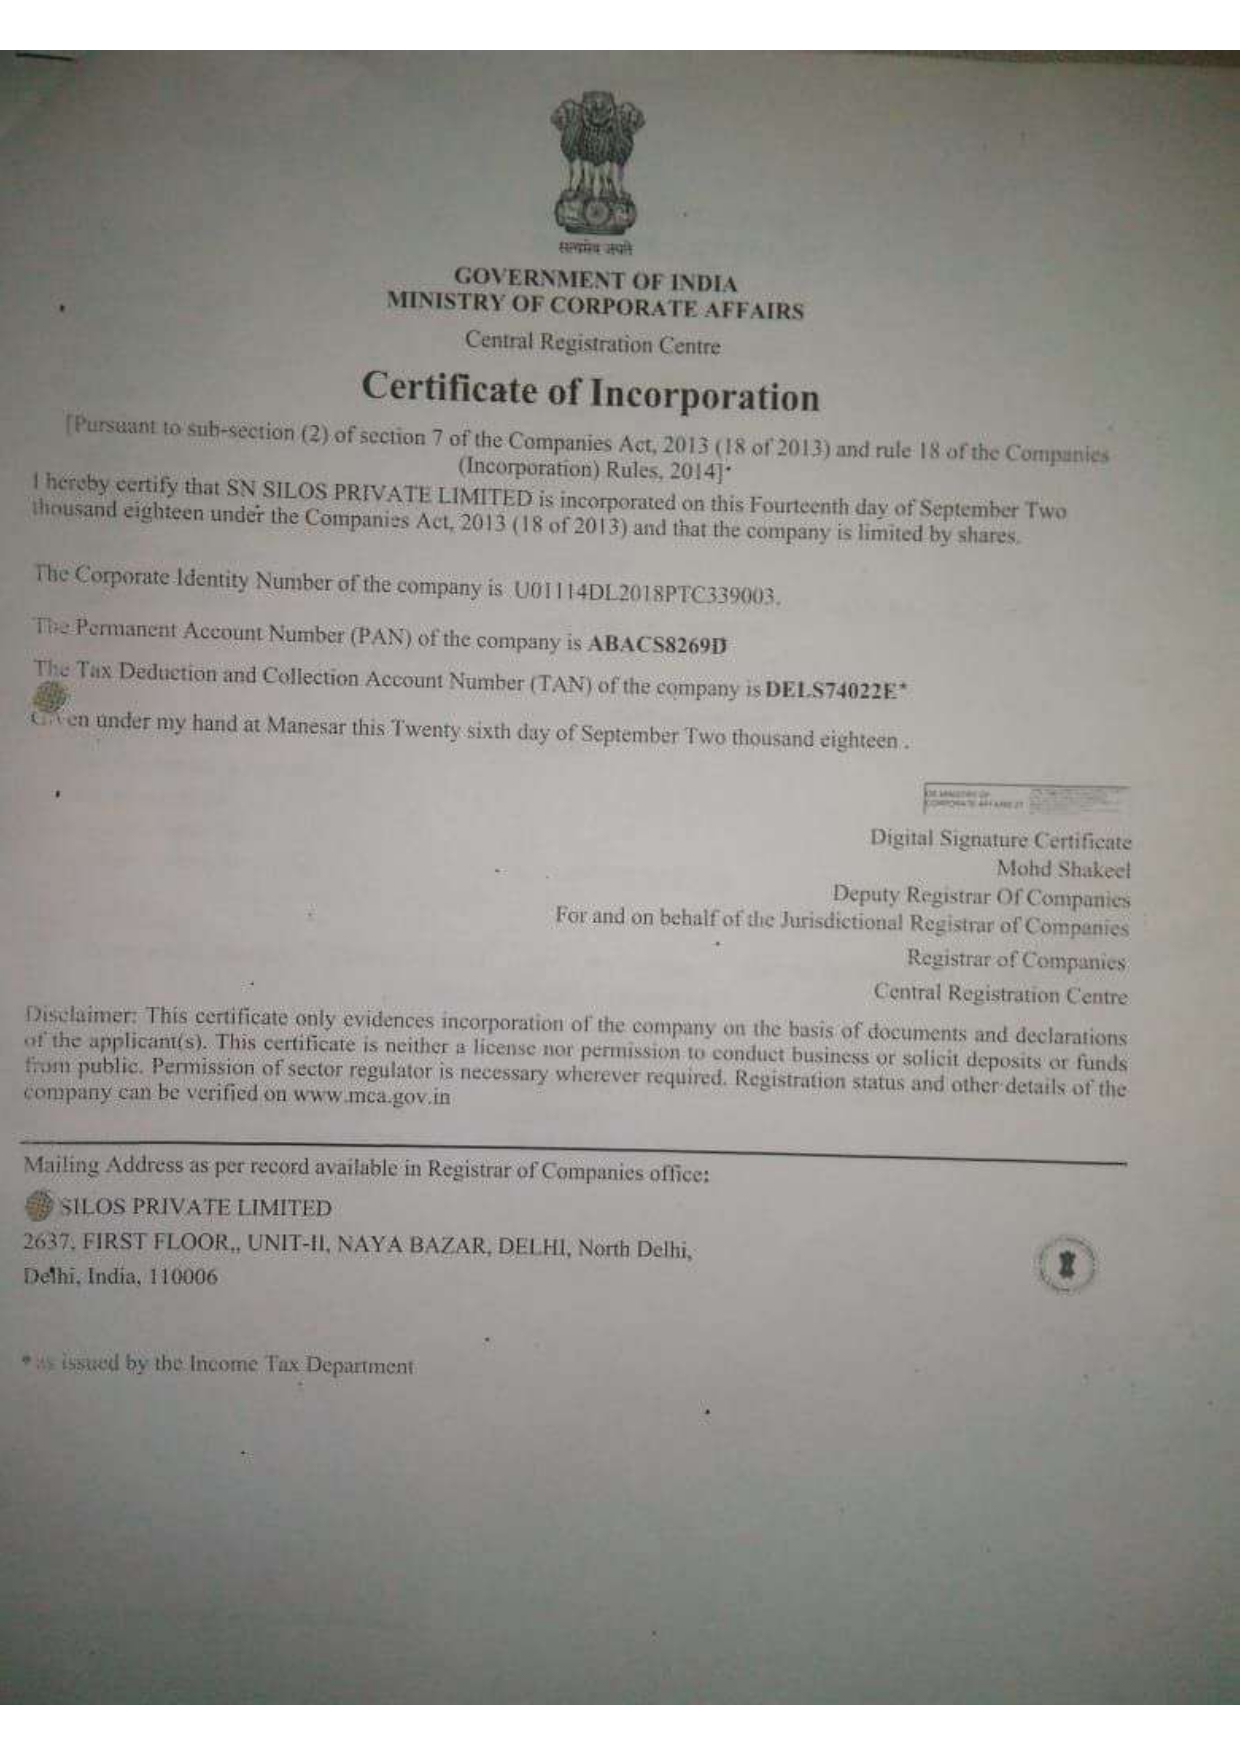 सत्यमेव जयते
GOVERNMENT OF INDIA
MINISTRY OF CORPORATE AFFAIRS
Central Registration Centre
Certificate of Incorporation
[Pursuant to sub-section (2) of section 7 of the Companies Act, 2013 (18 of 2013) and rule 18 of the Companies
(Incorporation) Rules, 2014]
I hereby certify that SN SILOS PRIVATE LIMITED is incorporated on this Fourteenth day of September Two
thousand eighteen under the Companies Act, 2013 (18 of 2013) and that the company is limited by shares.
The Corporate Identity Number of the company is U01114DL2018PTC339003.
The Permanent Account Number (PAN) of the company is ABACS8269D
The Tax Deduction and Collection Account Number (TAN) of the company is DELS74022E*
Given under my hand at Manesar this Twenty sixth day of September Two thousand eighteen .
DS MINISTRY OF
CORPORATE AFFAIRS
Digital Signature Certificate
Mohd Shakeel
Deputy Registrar Of Companies
For and on behalf of the Jurisdictional Registrar of Companies
Registrar of Companies
Central Registration Centre
Disclaimer: This certificate only evidences incorporation of the company on the basis of documents and declarations
of the applicant(s). This certificate is neither a license nor permission to conduct business or solicit deposits or funds
from public. Permission of sector regulator is necessary wherever required. Registration status and other details of the
company can be verified on www.mca.gov.in
Mailing Address as per record available in Registrar of Companies office:
SILOS PRIVATE LIMITED
2637, FIRST FLOOR,, UNIT-II, NAYA BAZAR, DELHI, North Delhi,
Delhi, India, 110006
* as issued by the Income Tax Department